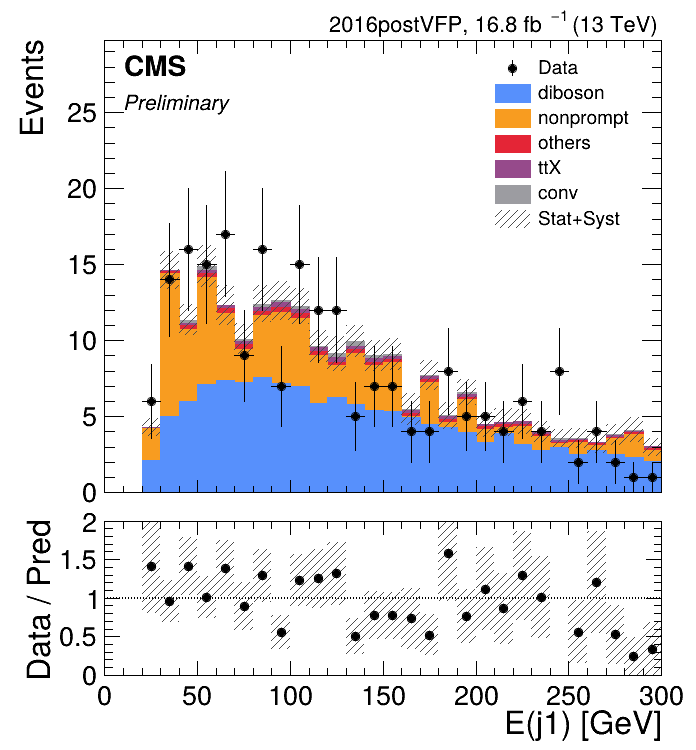 2016postVFP, 16.8 fb⁻¹ (13 TeV)
CMS
Preliminary
Events
Data
diboson
nonprompt
others
ttX
conv
Stat+Syst
25
20
15
10
5
0
Data / Pred
2
1.5
1
0.5
0
0 50 100 150 200 250 300
E(j1) [GeV]